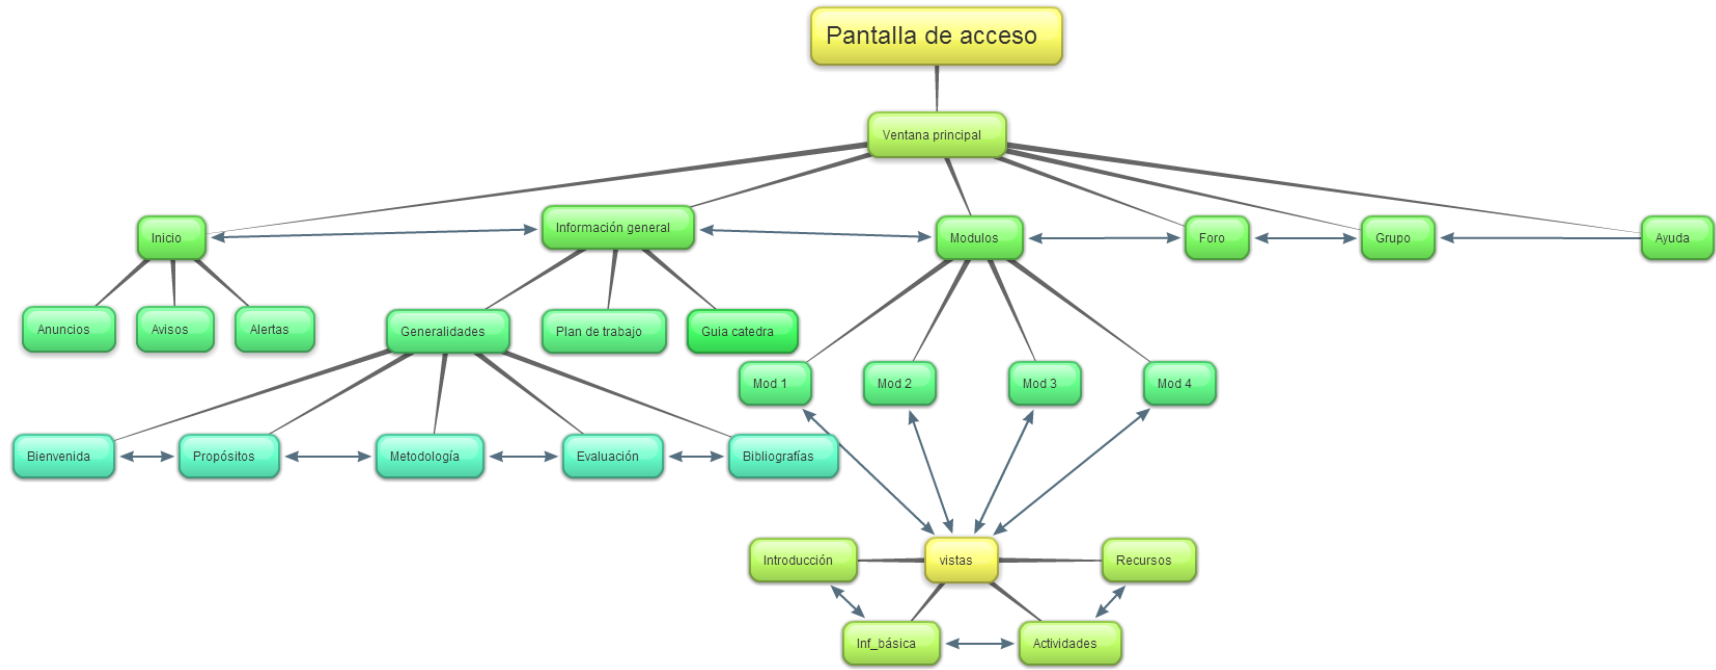 Pantalla de acceso
Ventana principal
Inicio
Información general
Modulos
Foro
Grupo
Ayuda
Anuncios
Avisos
Alertas
Generalidades
Plan de trabajo
Guia catedra
Mod 1
Mod 2
Mod 3
Mod 4
Bienvenida
Propósitos
Metodología
Evaluación
Bibliografías
Introducción
vistas
Recursos
Inf_básica
Actividades